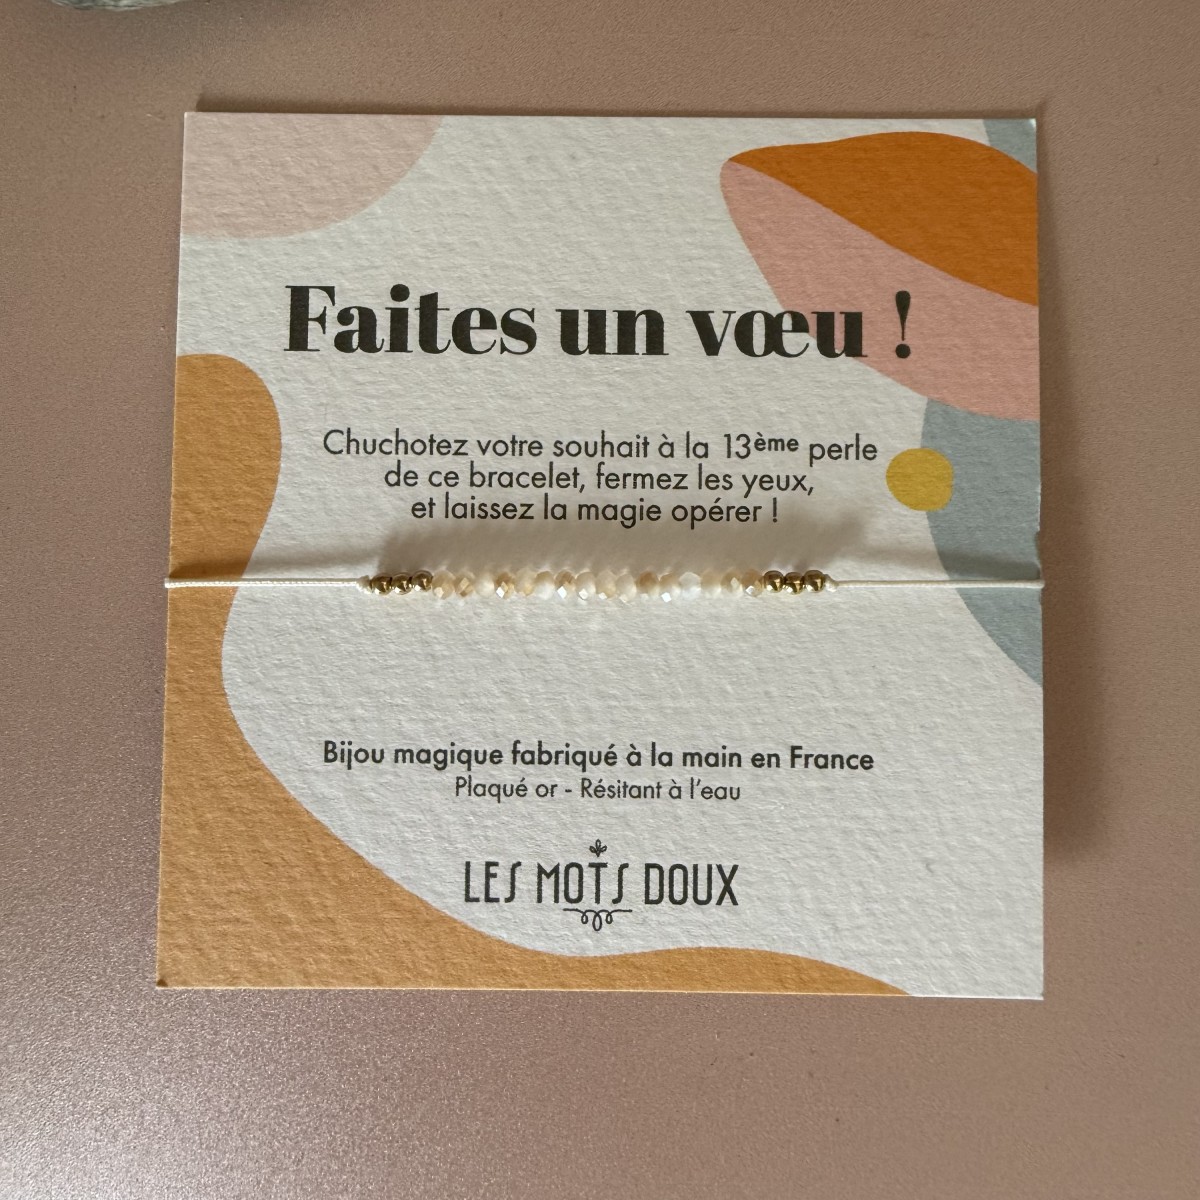 Faites un vœu !
Chuchotez votre souhait à la 13ème perle
de ce bracelet, fermez les yeux,
et laissez la magie opérer !
Bijou magique fabriqué à la main en France
Plaqué or - Résitant à l'eau
LES MOTS DOUX